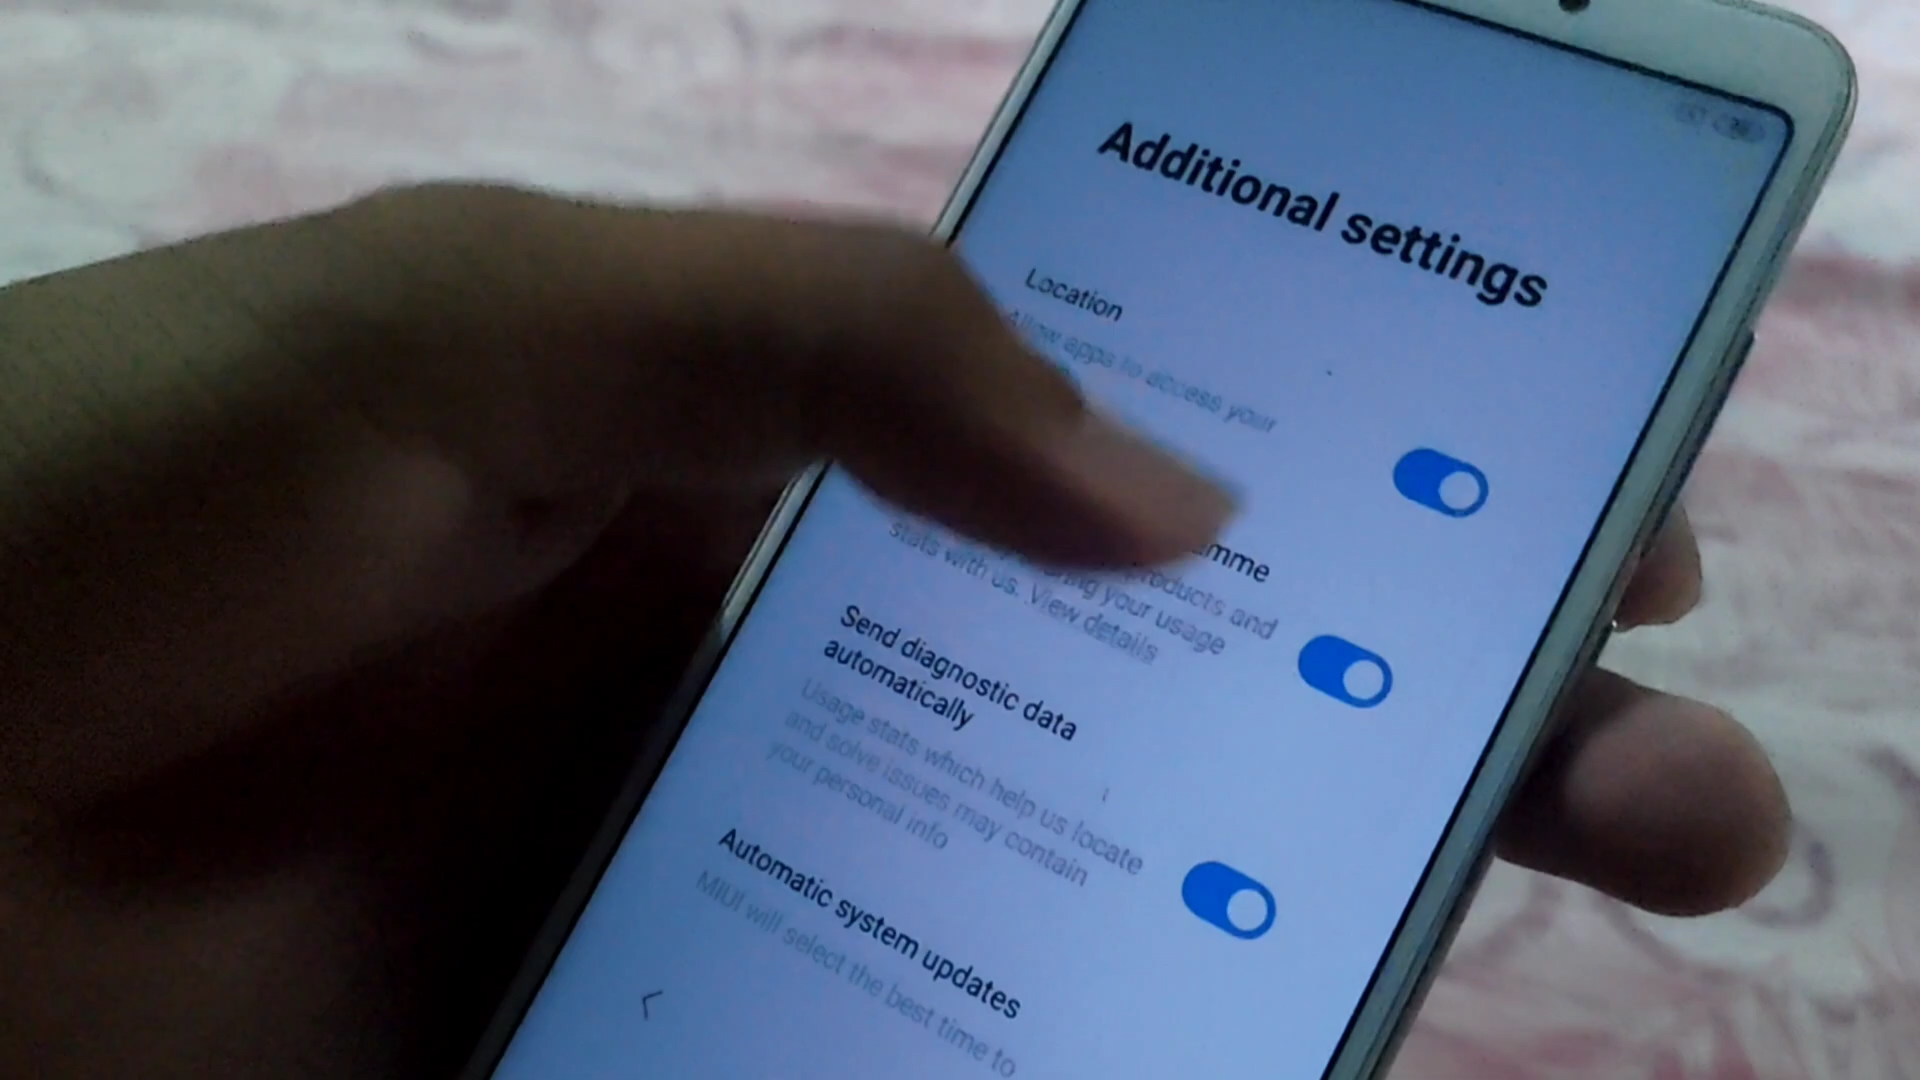 Additional settings
Location
Allow apps to access your
products and
your usage
stats with us. View details
Send diagnostic data
automatically
Usage stats which help us locate
and solve issues may contain
your personal info
Automatic system updates
MIUI will select the best time to